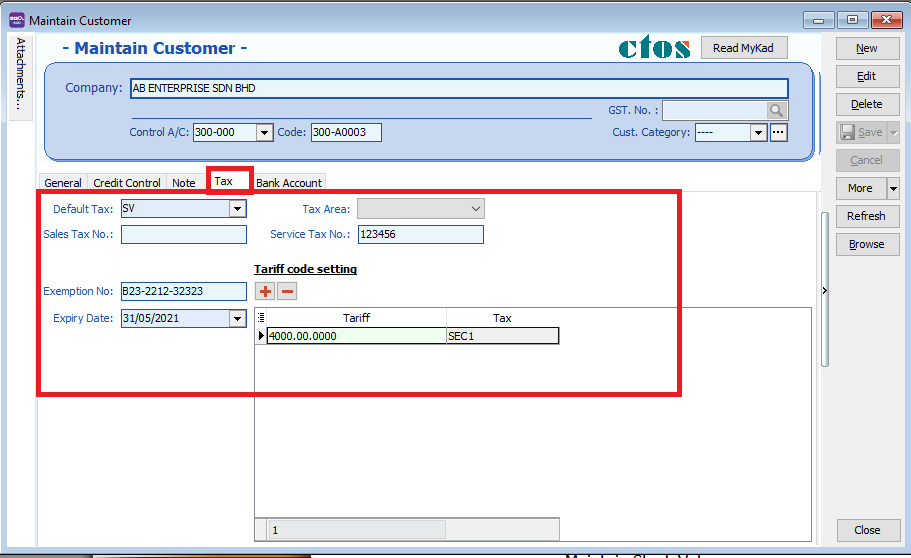 Maintain Customer
Attachments...
- Maintain Customer -
ctos
Read MyKad
New
Edit
Delete
Save
Cancel
More
Refresh
Browse
Close
Company: AB ENTERPRISE SDN BHD
GST. No. :
Control A/C: 300-000 Code: 300-A0003 Cust. Category: ----
General Credit Control Note Tax Bank Account
Default Tax: SV Tax Area:
Sales Tax No.: Service Tax No.: 123456
Tariff code setting
Exemption No: B23-2212-32323
Expiry Date: 31/05/2021
Tariff Tax
4000.00.0000 SEC1
1